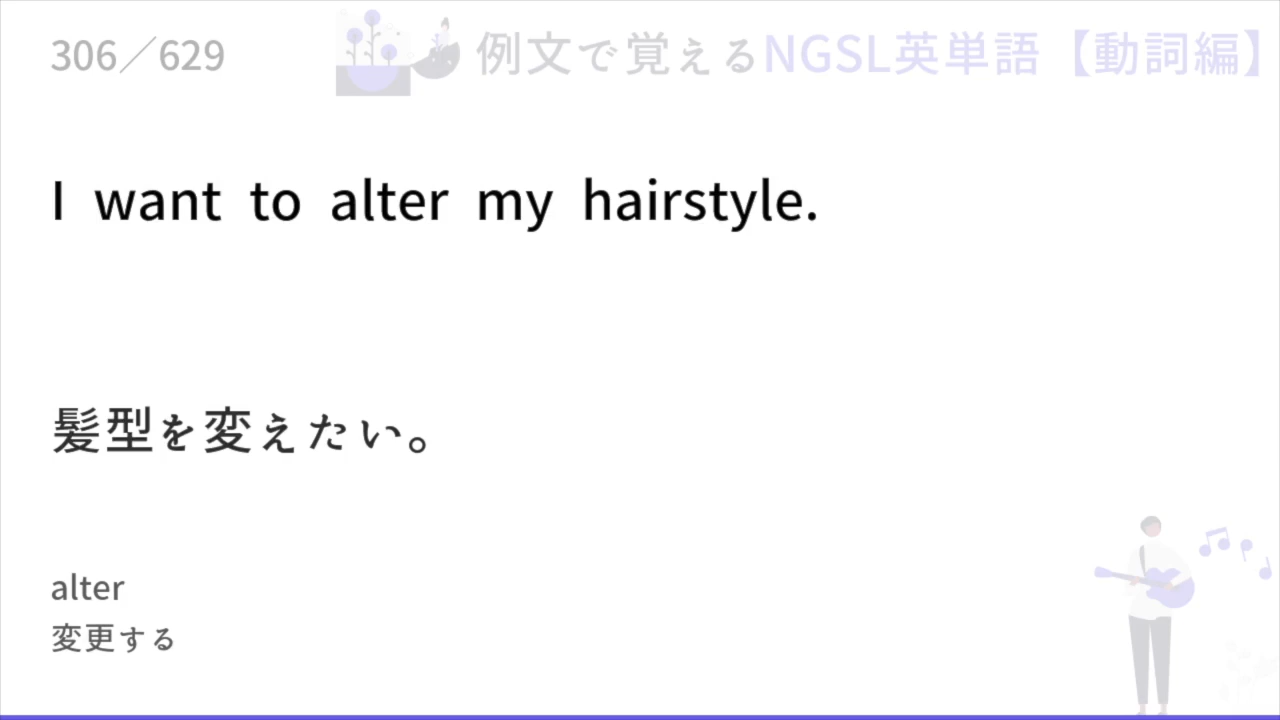 306／629
例文で覚えるNGSL英単語【動詞編】
I want to alter my hairstyle.
髪型を変えたい。
alter
変更する